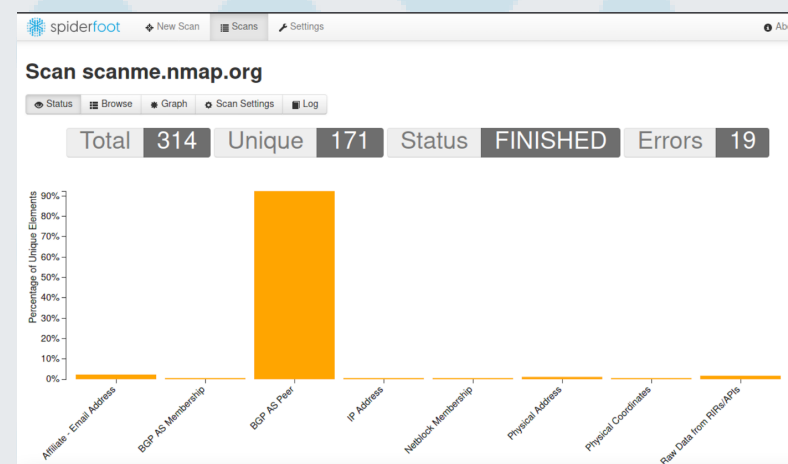 spiderfoot New Scan Scans Settings
Scan scanme.nmap.org
Status Browse Graph Scan Settings Log
Total 314 Unique 171 Status FINISHED Errors 19
Percentage of Unique Elements
90%
80%
70%
60%
50%
40%
30%
20%
10%
0%
Affiliate - Email Address
BGP AS Membership
BGP AS Peer
IP Address
Netblock Membership
Physical Address
Physical Coordinates
Raw Data from RIRs/APIs